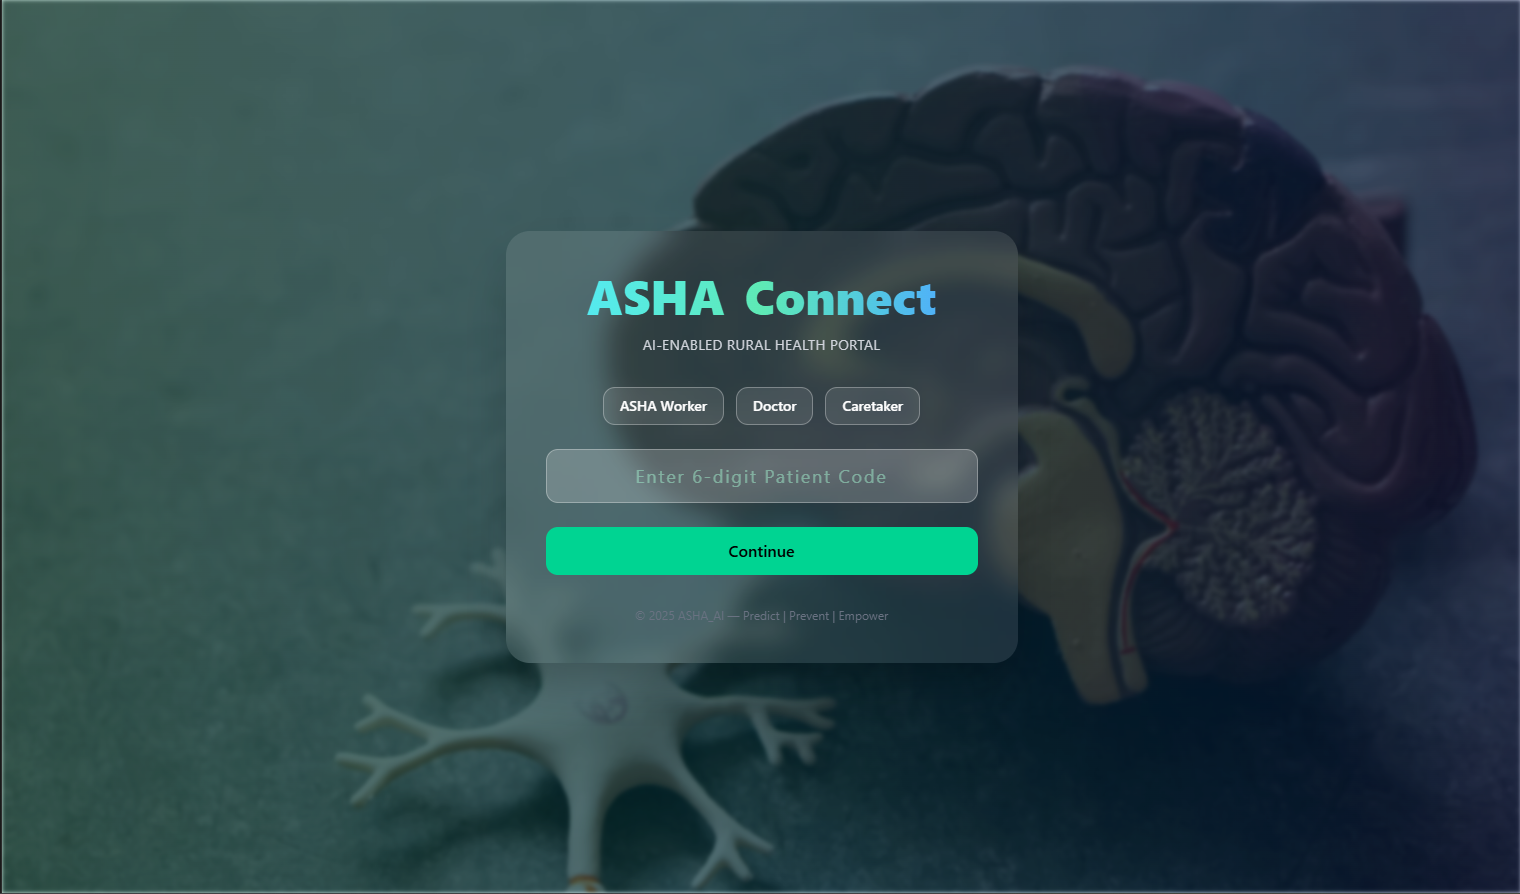 ASHA Connect
AI-ENABLED RURAL HEALTH PORTAL
ASHA Worker Doctor Caretaker
Enter 6-digit Patient Code
Continue
© 2025 ASHA_AI — Predict | Prevent | Empower